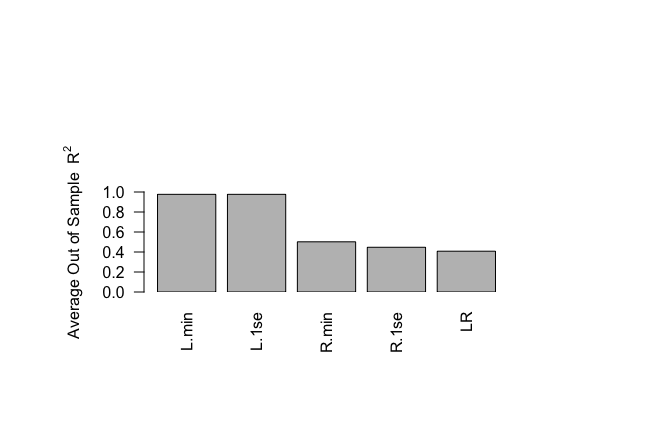 Average Out of Sample R²
1.0
0.8
0.6
0.4
0.2
0.0
L.min
L.1se
R.min
R.1se
LR